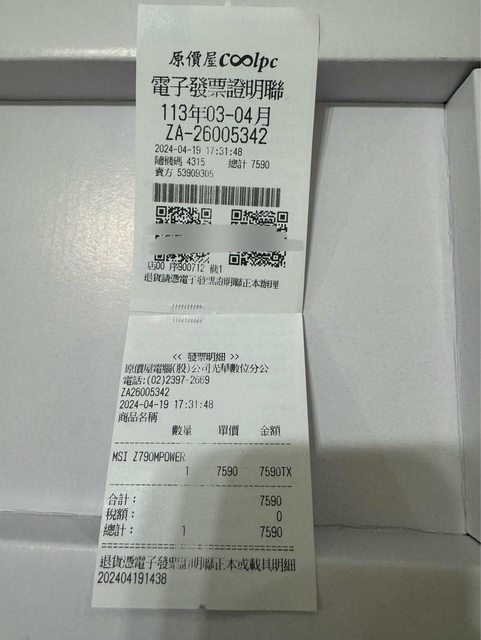 原價屋coolpc
電子發票證明聯
113年03-04月
ZA-26005342
2024-04-19 17:31:48
隨機碼 4315 總計 7590
賣方 53909305
店00 序900712 機1
退貨請憑電子發票證明聯正本辦理
<< 發票明細 >>
原價屋電腦(股)公司光華數位分公
電話:(02)2397-2669
ZA26005342
2024-04-19 17:31:48
商品名稱
數量 單價 金額
MSI Z790MPOWER
1 7590 7590TX
合計: 7590
稅額: 0
總計: 1 7590
退貨憑電子發票證明聯正本或載具明細
202404191438